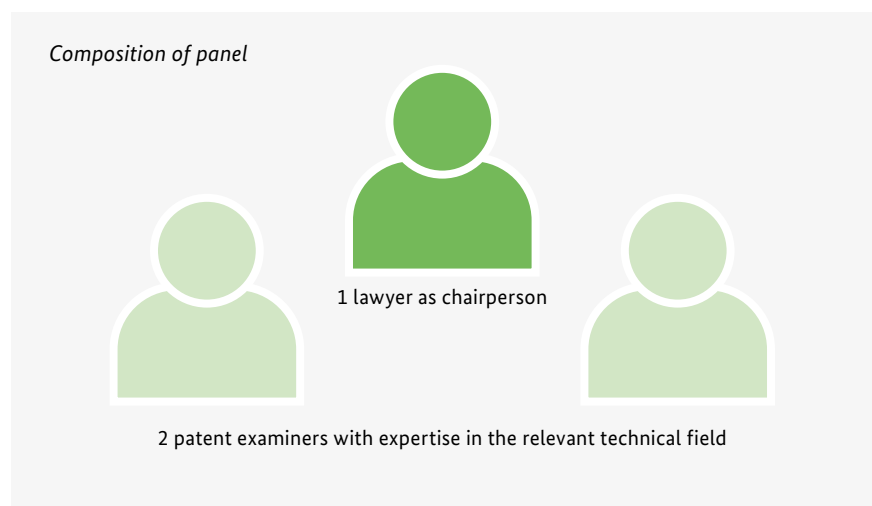 Composition of panel
1 lawyer as chairperson
2 patent examiners with expertise in the relevant technical field